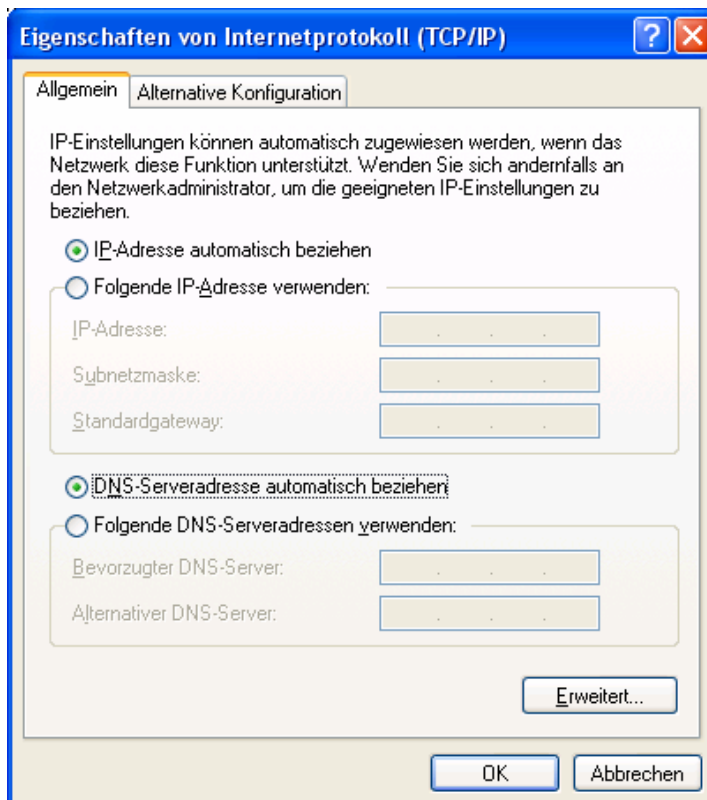 Eigenschaften von Internetprotokoll (TCP/IP)
Allgemein
Alternative Konfiguration
IP-Einstellungen können automatisch zugewiesen werden, wenn das
Netzwerk diese Funktion unterstützt. Wenden Sie sich andernfalls an
den Netzwerkadministrator, um die geeigneten IP-Einstellungen zu
beziehen.
IP-Adresse automatisch beziehen
Folgende IP-Adresse verwenden:
IP-Adresse:
Subnetzmaske:
Standardgateway:
DNS-Serveradresse automatisch beziehen
Folgende DNS-Serveradressen verwenden:
Bevorzugter DNS-Server:
Alternativer DNS-Server:
Erweitert...
OK
Abbrechen